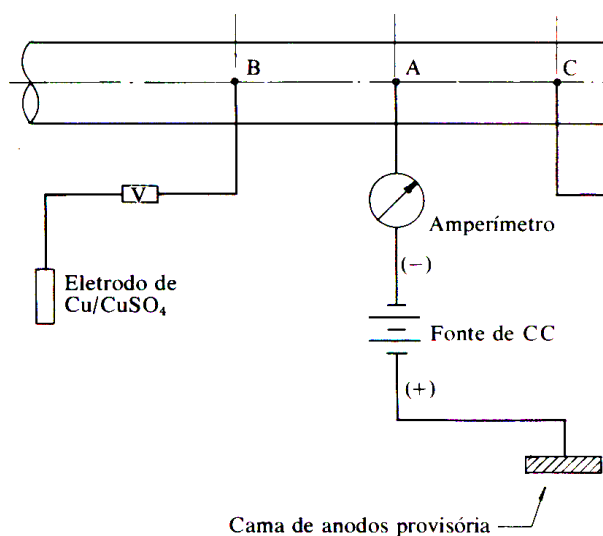 B
A
C
V
Amperímetro
Eletrodo de
Cu/CuSO₄
(−)
Fonte de CC
(+)
Cama de anodos provisória